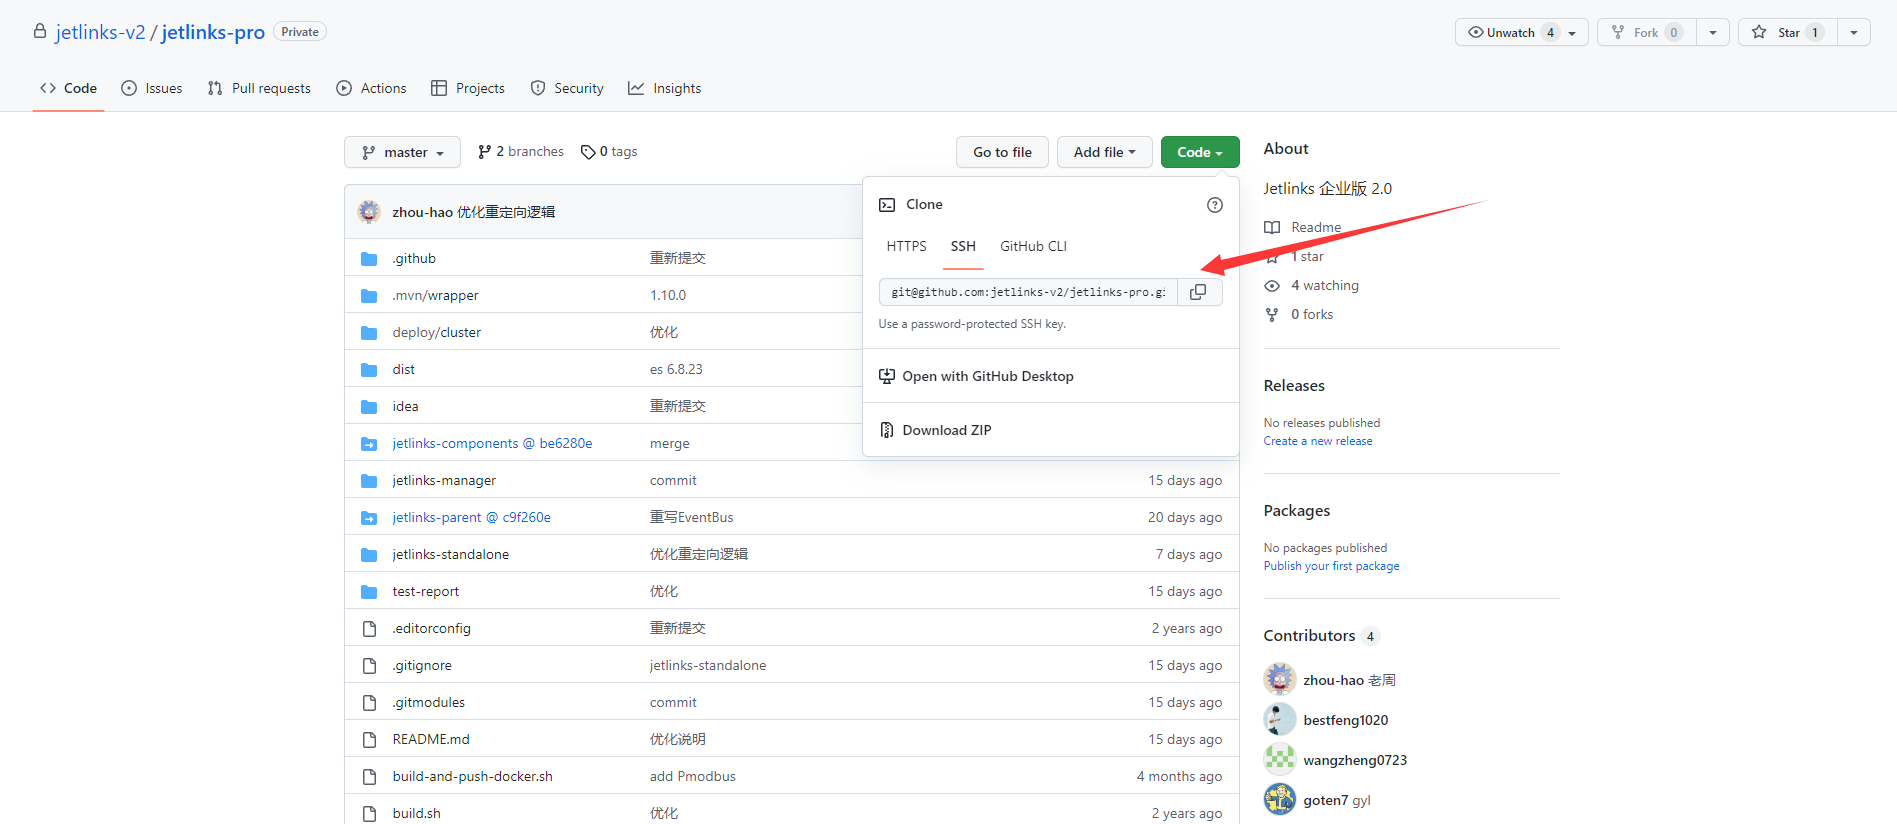 jetlinks-v2 / jetlinks-pro Private
Unwatch 4 Fork 0 Star 1
Code Issues Pull requests Actions Projects Security Insights
master 2 branches 0 tags Go to file Add file Code
zhou-hao 优化重定向逻辑
.github 重新提交
.mvn/wrapper 1.10.0
deploy/cluster 优化
dist es 6.8.23
idea 重新提交
jetlinks-components @ be6280e merge
jetlinks-manager commit 15 days ago
jetlinks-parent @ c9f260e 重写EventBus 20 days ago
jetlinks-standalone 优化重定向逻辑 7 days ago
test-report 优化 15 days ago
.editorconfig 重新提交 2 years ago
.gitignore jetlinks-standalone 15 days ago
.gitmodules commit 15 days ago
README.md 优化说明 15 days ago
build-and-push-docker.sh add Pmodbus 4 months ago
build.sh 优化 2 years ago
Clone
HTTPS SSH GitHub CLI
git@github.com:jetlinks-v2/jetlinks-pro.gi
Use a password-protected SSH key.
Open with GitHub Desktop
Download ZIP
About
Jetlinks 企业版 2.0
Readme
1 star
4 watching
0 forks
Releases
No releases published
Create a new release
Packages
No packages published
Publish your first package
Contributors 4
zhou-hao 老周
bestfeng1020
wangzheng0723
goten7 gyl